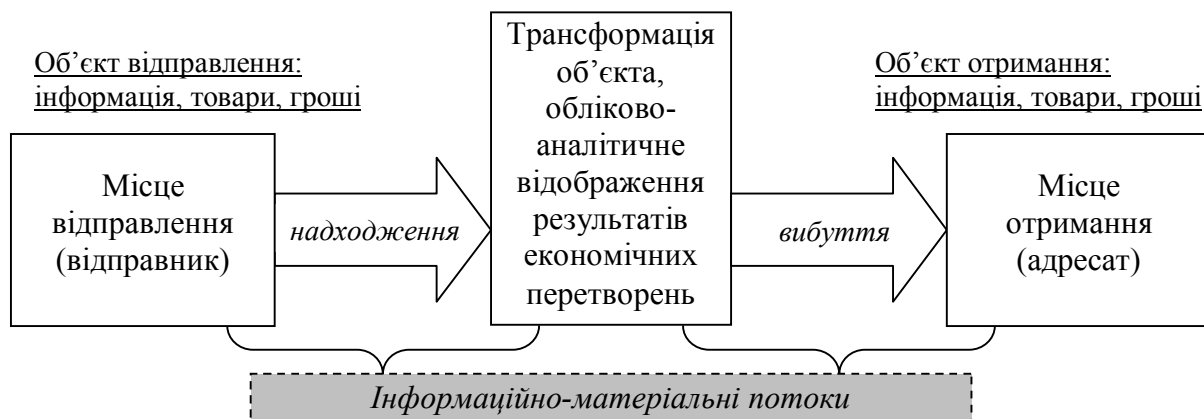 Об’єкт відправлення:
інформація, товари, гроші
Місце
відправлення
(відправник)
надходження
Трансформація
об’єкта,
обліково-
аналітичне
відображення
результатів
економічних
перетворень
вибуття
Об’єкт отримання:
інформація, товари, гроші
Місце
отримання
(адресат)
Інформаційно-матеріальні потоки